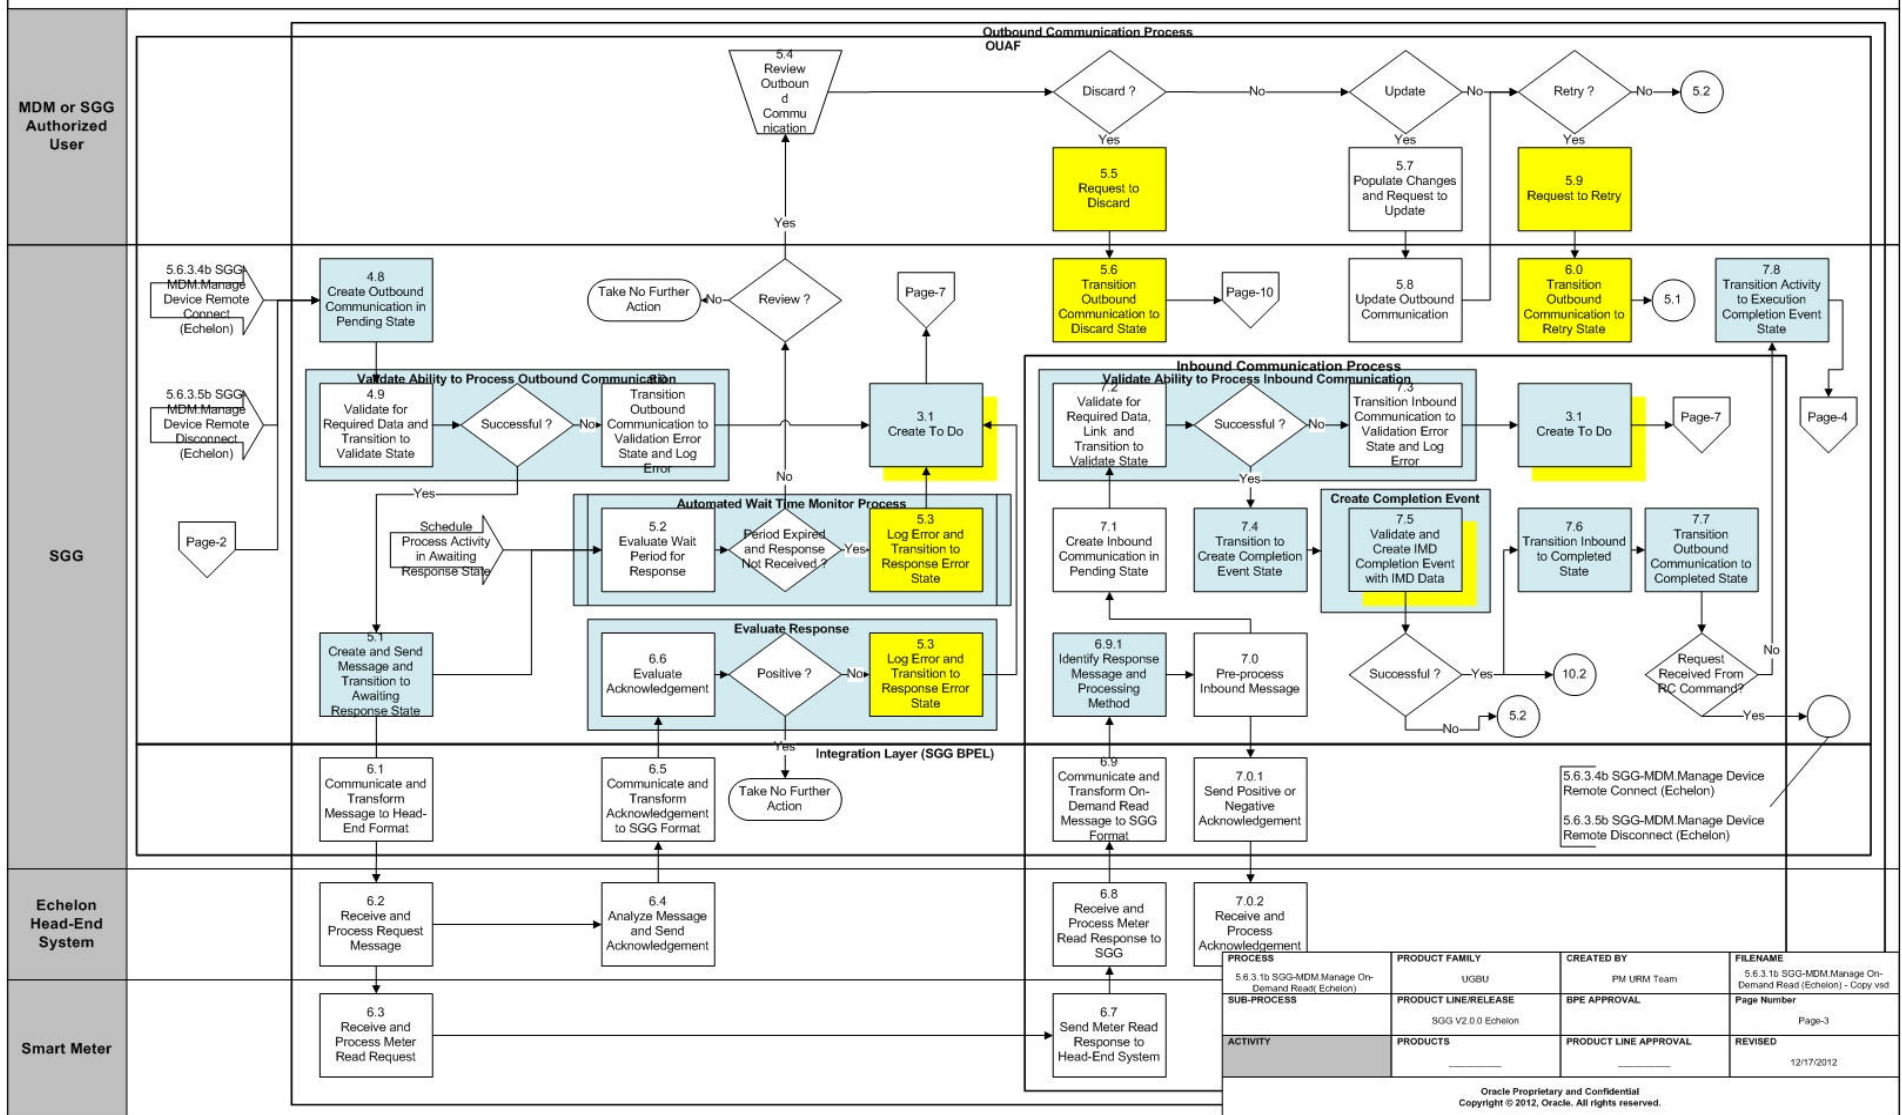 Outbound Communication Process
OUAF
MDM or SGG
Authorized
User
5.4
Review
Outboun
d
Commu
nication
Discard ?
No
Update
No
Retry ?
No
5.2
Yes
Yes
Yes
5.5
Request to
Discard
5.7
Populate Changes
and Request to
Update
5.9
Request to Retry
Yes
SGG
5.6.3.4b SGG-
MDM.Manage
Device Remote
Connect
(Echelon)
4.8
Create Outbound
Communication in
Pending State
Take No Further
Action
No
Review ?
Page-7
5.6
Transition
Outbound
Communication to
Discard State
Page-10
5.8
Update Outbound
Communication
6.0
Transition
Outbound
Communication to
Retry State
5.1
7.8
Transition Activity
to Execution
Completion Event
State
5.6.3.5b SGG-
MDM.Manage
Device Remote
Disconnect
(Echelon)
Validate Ability to Process Outbound Communication
4.9
Validate for
Required Data and
Transition to
Validate State
Successful ?
No
Transition
Outbound
Communication to
Validation Error
State and Log
Error
3.1
Create To Do
Inbound Communication Process
Validate Ability to Process Inbound Communication
7.2
Validate for
Required Data,
Link and
Transition to
Validate State
Successful ?
No
7.3
Transition Inbound
Communication to
Validation Error
State and Log
Error
3.1
Create To Do
Page-7
Page-4
Yes
No
Yes
Page-2
Schedule
Process Activity
in Awaiting
Response State
Automated Wait Time Monitor Process
5.2
Evaluate Wait
Period for
Response
Period Expired
and Response
Not Received ?
Yes
5.3
Log Error and
Transition to
Response Error
State
7.1
Create Inbound
Communication in
Pending State
7.4
Transition to
Create Completion
Event State
Create Completion Event
7.5
Validate and
Create IMD
Completion Event
with IMD Data
7.6
Transition Inbound
to Completed
State
7.7
Transition
Outbound
Communication to
Completed State
5.1
Create and Send
Message and
Transition to
Awaiting
Response State
Evaluate Response
6.6
Evaluate
Acknowledgement
Positive ?
No
5.3
Log Error and
Transition to
Response Error
State
6.9.1
Identify Response
Message and
Processing
Method
7.0
Pre-process
Inbound Message
Successful ?
Yes
10.2
No
5.2
Request
Received From
RC Command?
No
Yes
Yes
Integration Layer (SGG BPEL)
6.1
Communicate and
Transform
Message to Head-
End Format
6.5
Communicate and
Transform
Acknowledgement
to SGG Format
Take No Further
Action
6.9
Communicate and
Transform On-
Demand Read
Message to SGG
Format
7.0.1
Send Positive or
Negative
Acknowledgement
5.6.3.4b SGG-MDM.Manage Device
Remote Connect (Echelon)
5.6.3.5b SGG-MDM.Manage Device
Remote Disconnect (Echelon)
Echelon
Head-End
System
6.2
Receive and
Process Request
Message
6.4
Analyze Message
and Send
Acknowledgement
6.8
Receive and
Process Meter
Read Response to
SGG
7.0.2
Receive and
Process
Acknowledgement
Smart Meter
6.3
Receive and
Process Meter
Read Request
6.7
Send Meter Read
Response to
Head-End System
PROCESS
5.6.3.1b SGG-MDM.Manage On-
Demand Read( Echelon)
PRODUCT FAMILY
UGBU
CREATED BY
PM URM Team
FILENAME
5.6.3.1b SGG-MDM.Manage On-
Demand Read (Echelon) - Copy.vsd
SUB-PROCESS
PRODUCT LINE/RELEASE
SGG V2.0.0 Echelon
BPE APPROVAL
Page Number
Page-3
ACTIVITY
PRODUCTS
PRODUCT LINE APPROVAL
REVISED
12/17/2012
Oracle Proprietary and Confidential
Copyright © 2012, Oracle. All rights reserved.